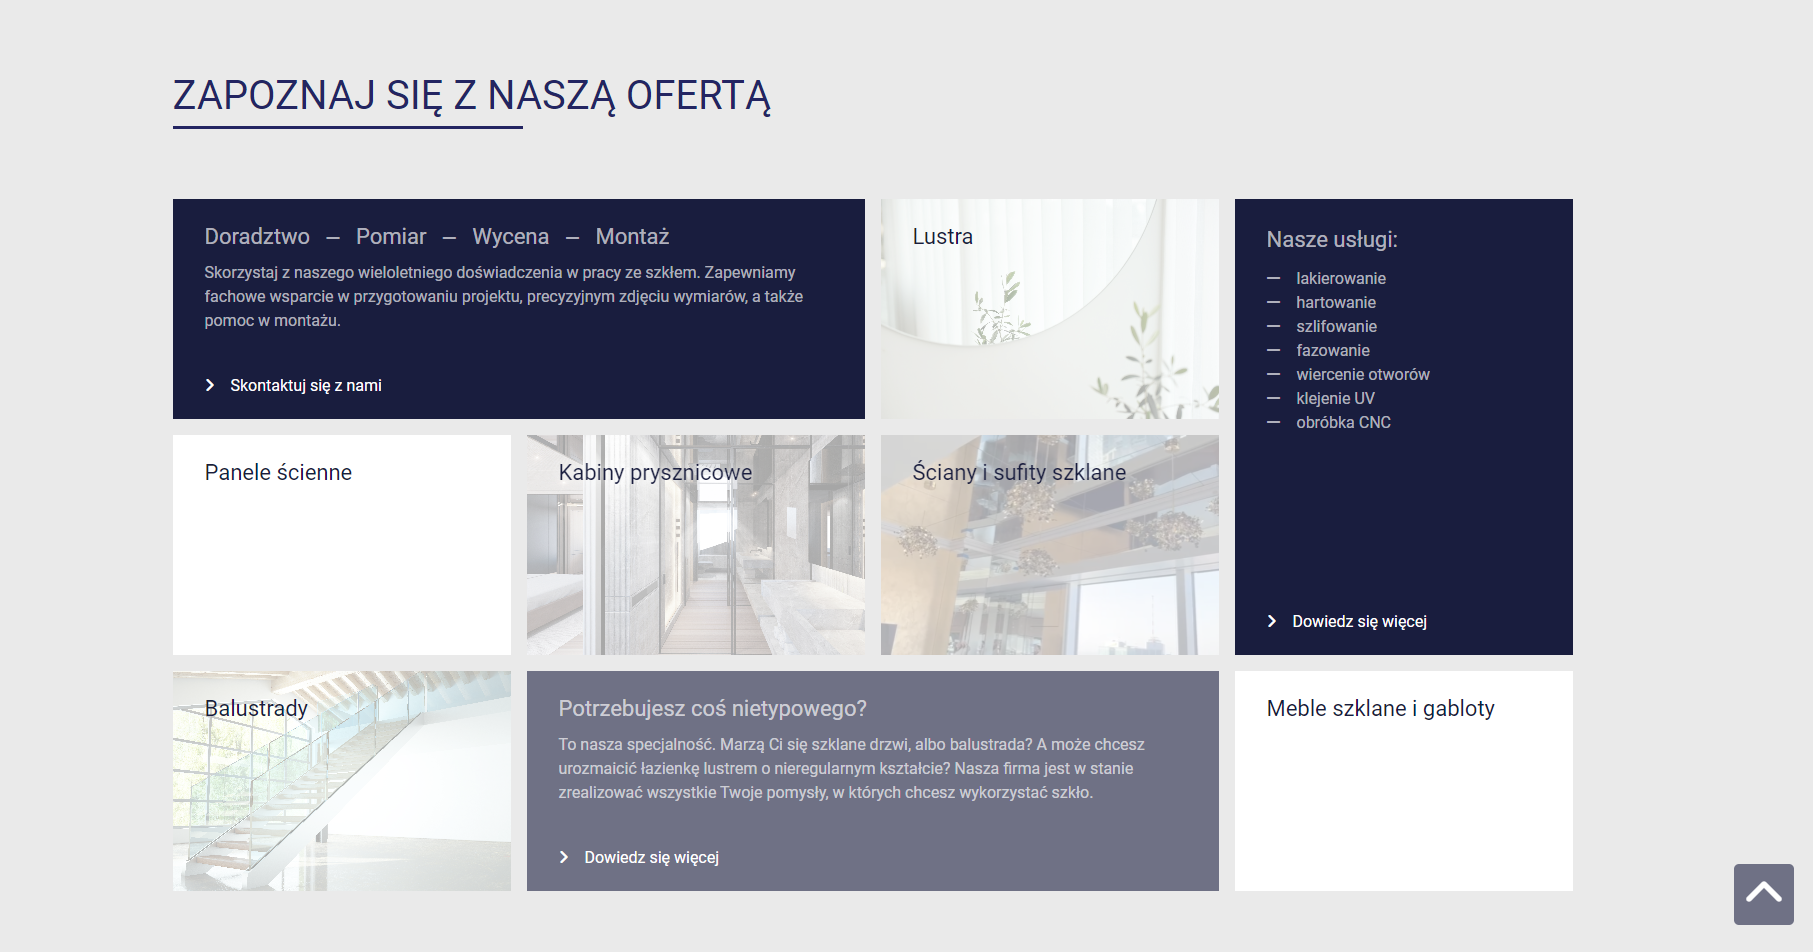 ZAPOZNAJ SIĘ Z NASZĄ OFERTĄ
Doradztwo — Pomiar — Wycena — Montaż
Skorzystaj z naszego wieloletniego doświadczenia w pracy ze szkłem. Zapewniamy
fachowe wsparcie w przygotowaniu projektu, precyzyjnym zdjęciu wymiarów, a także
pomoc w montażu.
Skontaktuj się z nami
Lustra
Nasze usługi:
— lakierowanie
— hartowanie
— szlifowanie
— fazowanie
— wiercenie otworów
— klejenie UV
— obróbka CNC
Dowiedz się więcej
Panele ścienne
Kabiny prysznicowe
Ściany i sufity szklane
Balustrady
Potrzebujesz coś nietypowego?
To nasza specjalność. Marzą Ci się szklane drzwi, albo balustrada? A może chcesz
urozmaicić łazienkę lustrem o nieregularnym kształcie? Nasza firma jest w stanie
zrealizować wszystkie Twoje pomysły, w których chcesz wykorzystać szkło.
Dowiedz się więcej
Meble szklane i gabloty